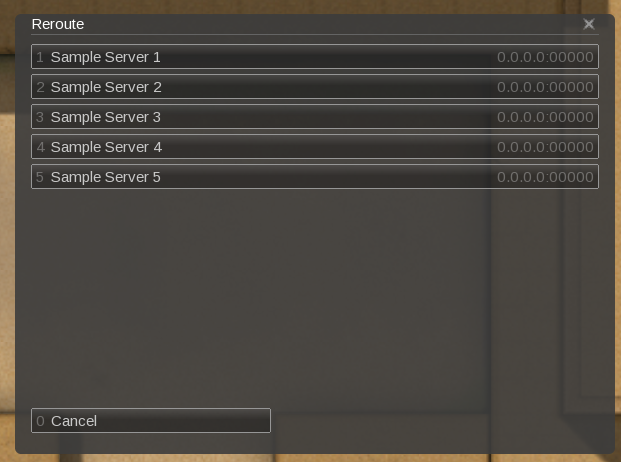 Reroute
1 Sample Server 1 0.0.0.0:00000
2 Sample Server 2 0.0.0.0:00000
3 Sample Server 3 0.0.0.0:00000
4 Sample Server 4 0.0.0.0:00000
5 Sample Server 5 0.0.0.0:00000
0 Cancel